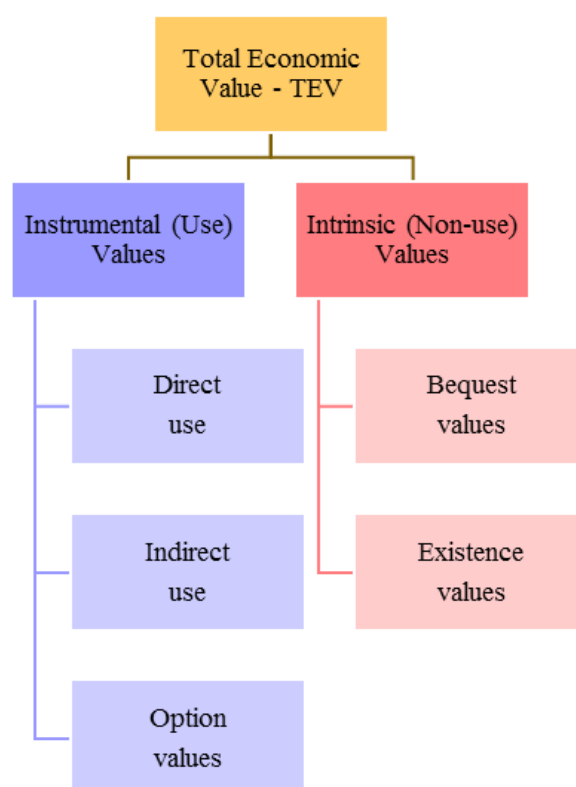 Total Economic
Value - TEV
Instrumental (Use)
Values
Intrinsic (Non-use)
Values
Direct
use
Bequest
values
Indirect
use
Existence
values
Option
values